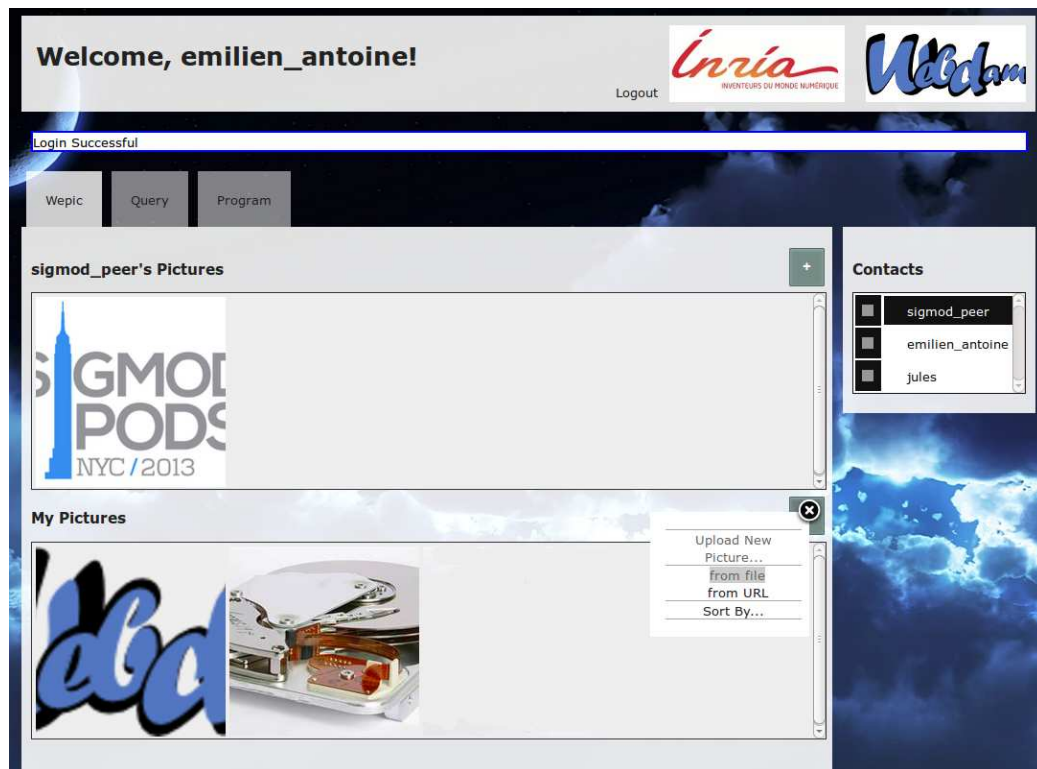 Welcome, emilien_antoine!
Logout
Inria
INVENTEURS DU MONDE NUMÉRIQUE
Webdam
Login Successful
Wepic
Query
Program
sigmod_peer's Pictures
+
Contacts
sigmod_peer
emilien_antoine
jules
SIGMOD
PODS
NYC/2013
My Pictures
Upload New
Picture...
from file
from URL
Sort By...
Webd